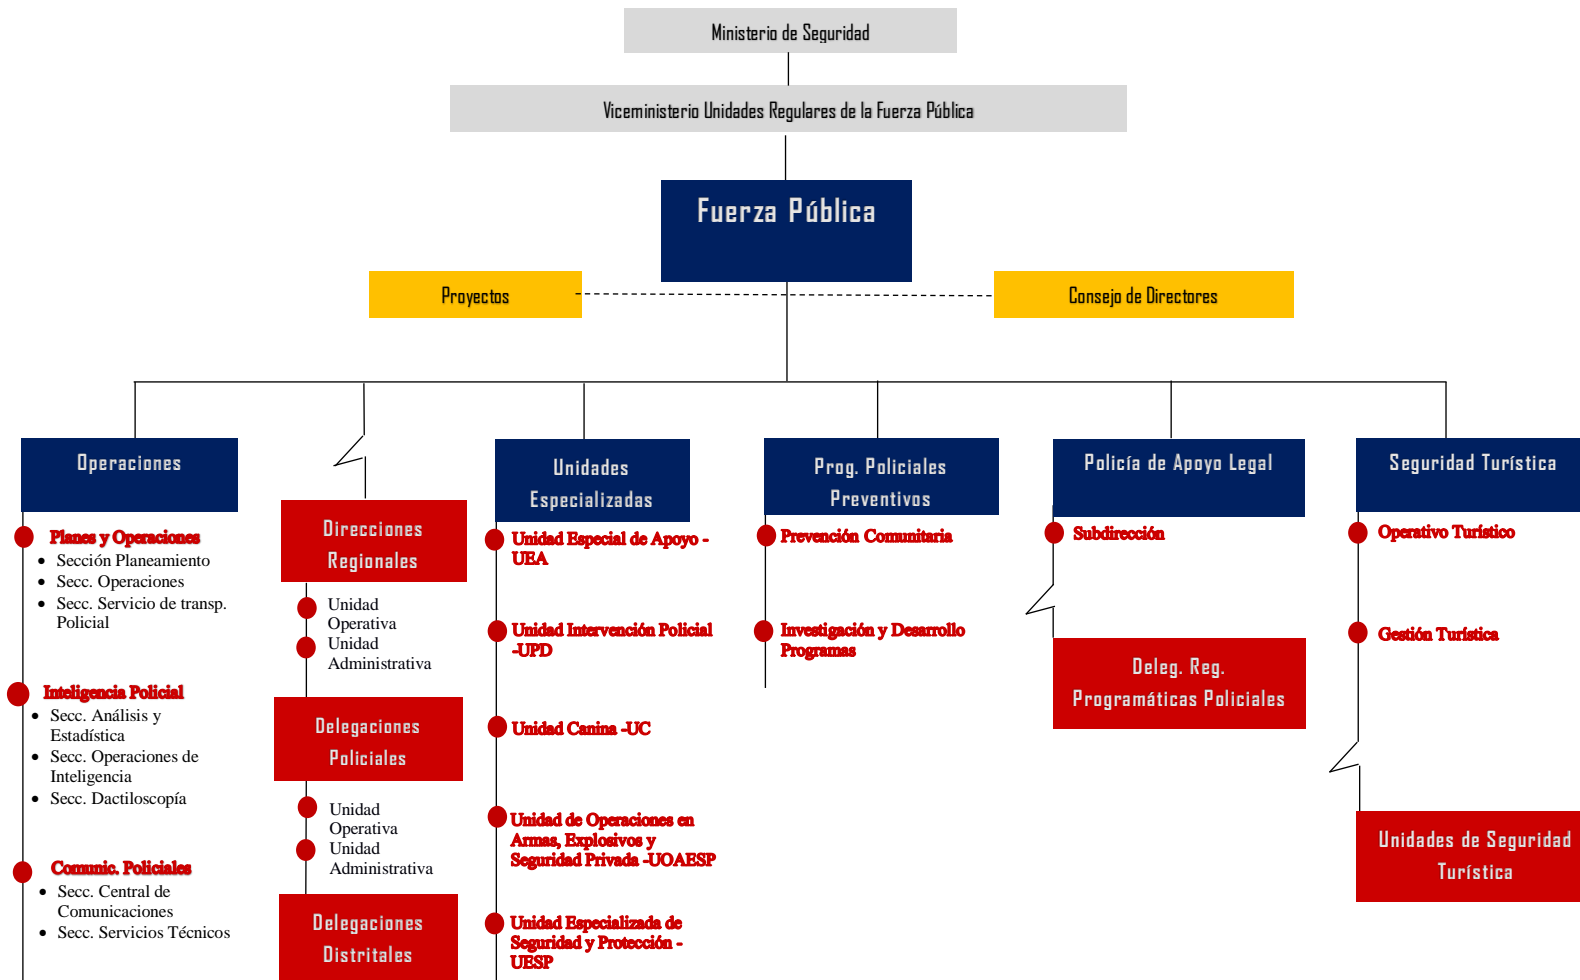 Ministerio de Seguridad
Viceministerio Unidades Regulares de la Fuerza Pública
Fuerza Pública
Proyectos
Consejo de Directores
Operaciones
Planes y Operaciones
• Sección Planeamiento
• Secc. Operaciones
• Secc. Servicio de transp.
Policial
Inteligencia Policial
• Secc. Análisis y
Estadística
• Secc. Operaciones de
Inteligencia
• Secc. Dactiloscopía
Comunic. Policiales
• Secc. Central de
Comunicaciones
• Secc. Servicios Técnicos
Direcciones
Regionales
Unidad
Operativa
Unidad
Administrativa
Delegaciones
Policiales
Unidad
Operativa
Unidad
Administrativa
Delegaciones
Distritales
Unidades
Especializadas
Unidad Especial de Apoyo -
UEA
Unidad Intervención Policial
-UPD
Unidad Canina -UC
Unidad de Operaciones en
Armas, Explosivos y
Seguridad Privada -UOAESP
Unidad Especializada de
Seguridad y Protección -
UESP
Prog. Policiales
Preventivos
Prevención Comunitaria
Investigación y Desarrollo
Programas
Policía de Apoyo Legal
Subdirección
Deleg. Reg.
Programáticas Policiales
Seguridad Turística
Operativo Turístico
Gestión Turística
Unidades de Seguridad
Turística